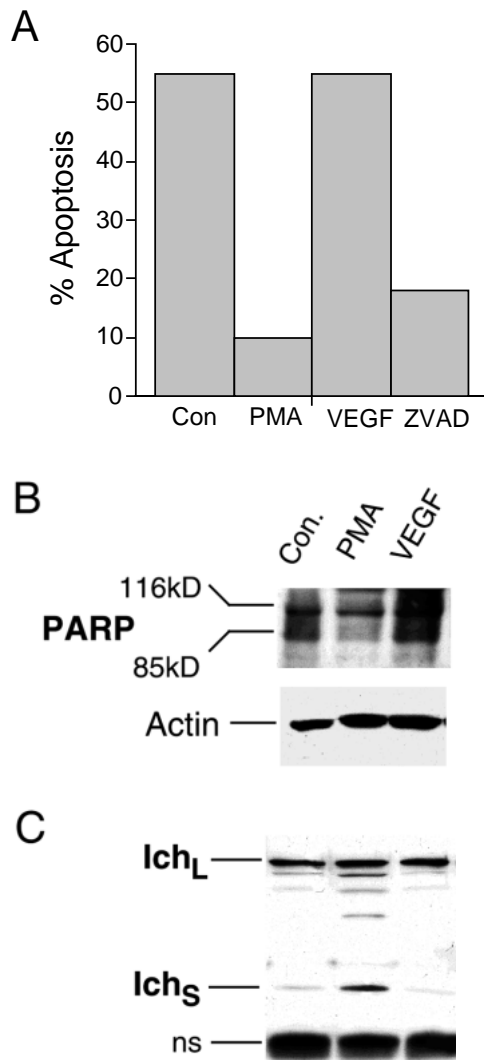 A
% Apoptosis
60
50
40
30
20
10
0
Con PMA VEGF ZVAD
B
Con. PMA VEGF
116kD
PARP
85kD
Actin
C
IchL
IchS
ns